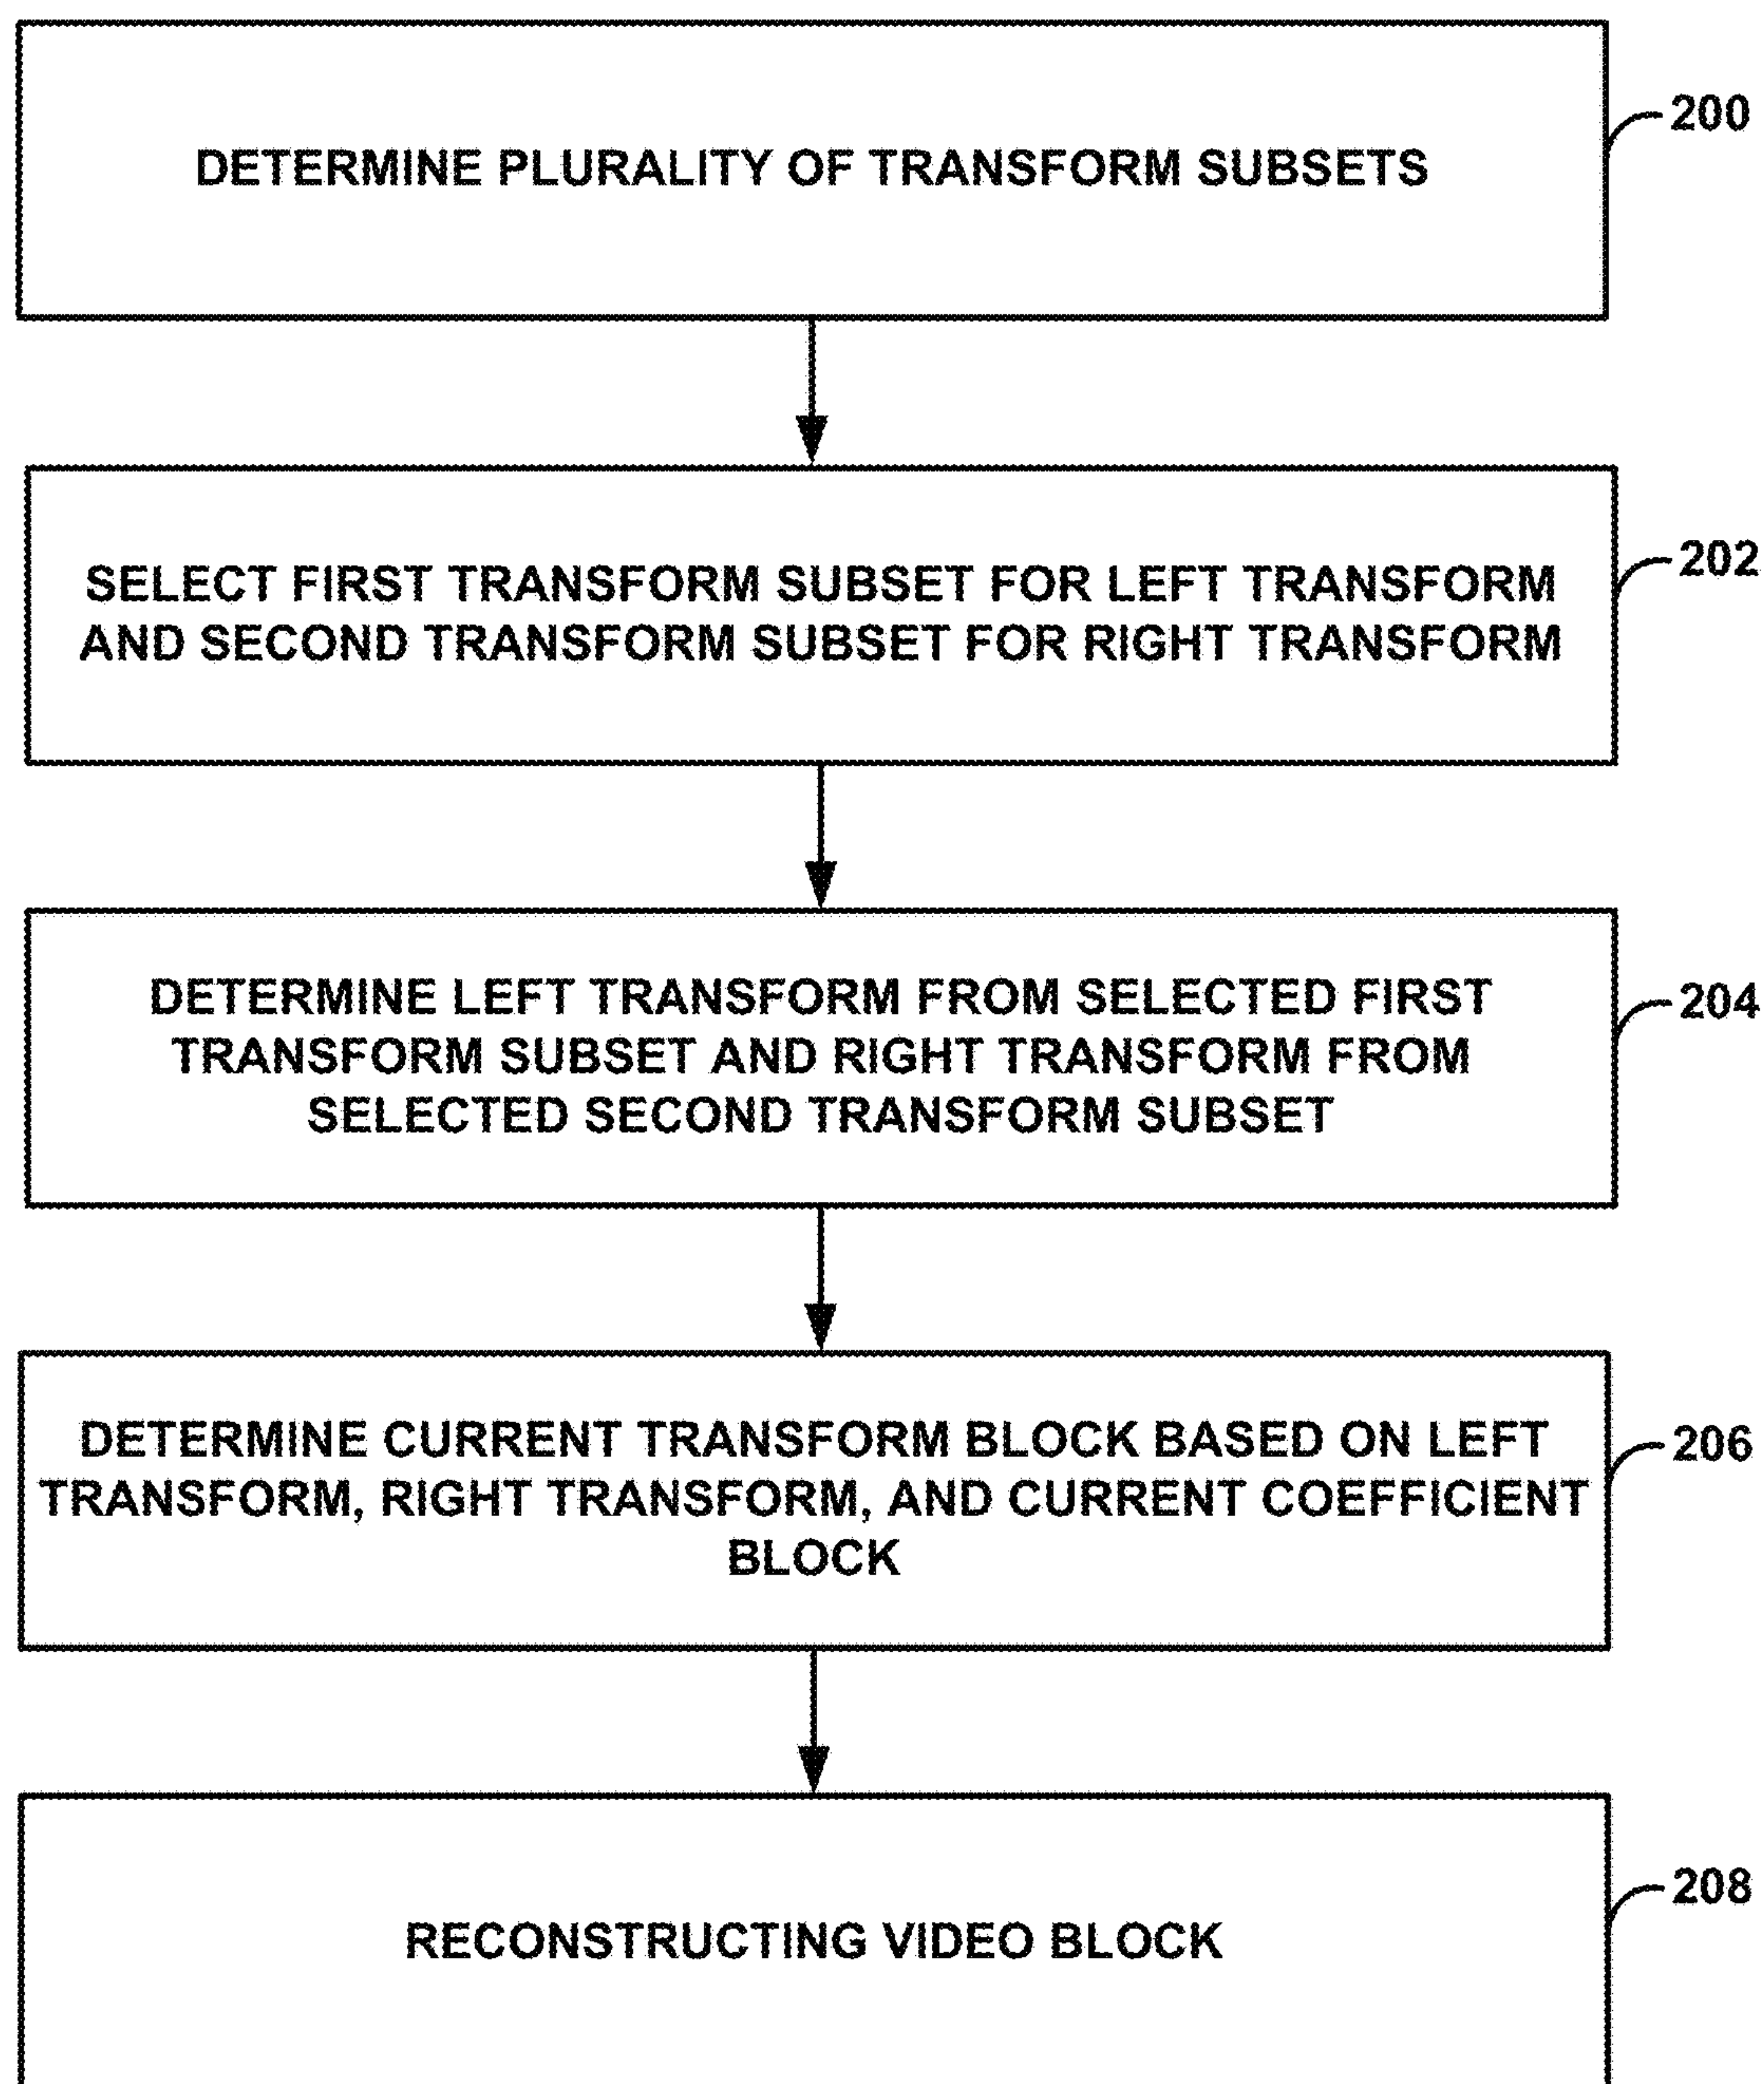 DETERMINE PLURALITY OF TRANSFORM SUBSETS
200
SELECT FIRST TRANSFORM SUBSET FOR LEFT TRANSFORM
AND SECOND TRANSFORM SUBSET FOR RIGHT TRANSFORM
202
DETERMINE LEFT TRANSFORM FROM SELECTED FIRST
TRANSFORM SUBSET AND RIGHT TRANSFORM FROM
SELECTED SECOND TRANSFORM SUBSET
204
DETERMINE CURRENT TRANSFORM BLOCK BASED ON LEFT
TRANSFORM, RIGHT TRANSFORM, AND CURRENT COEFFICIENT
BLOCK
206
RECONSTRUCTING VIDEO BLOCK
208